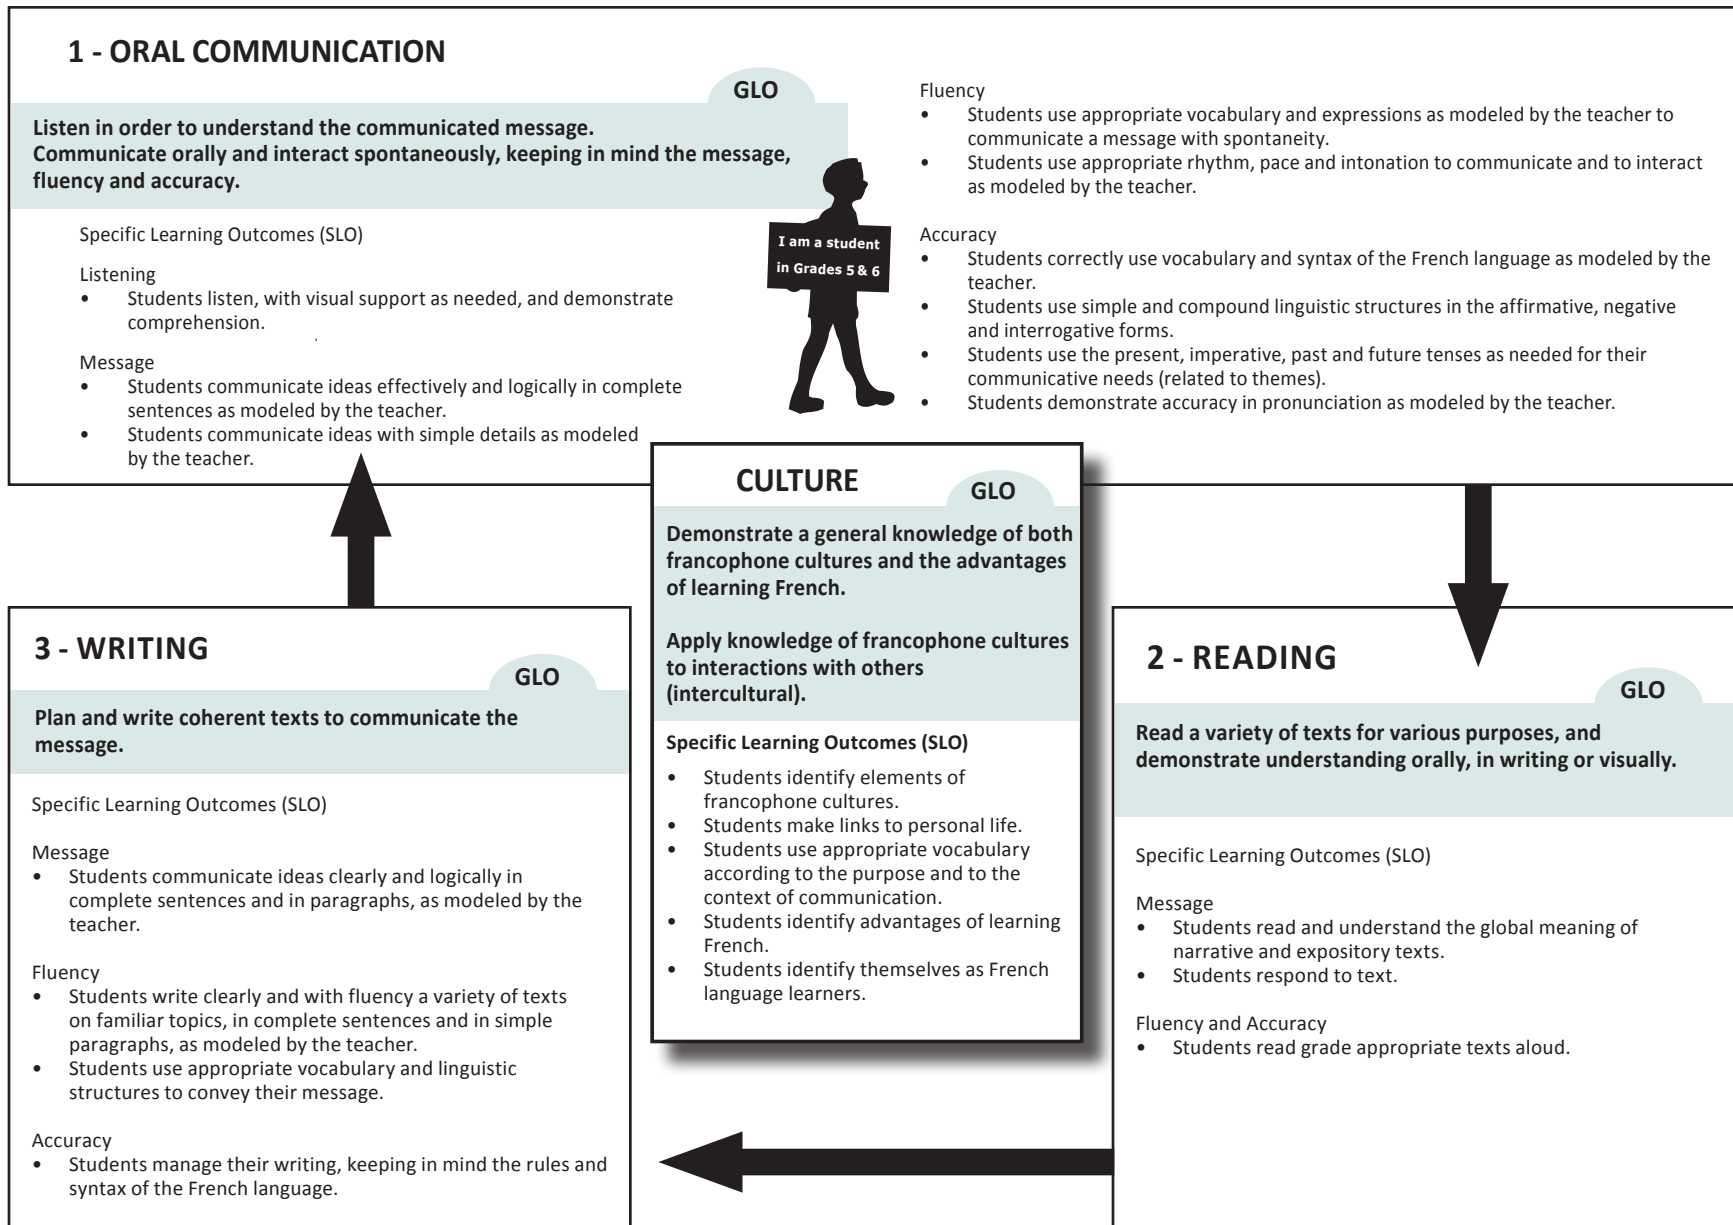 1 - ORAL COMMUNICATION
GLO
Listen in order to understand the communicated message.
Communicate orally and interact spontaneously, keeping in mind the message,
fluency and accuracy.
Specific Learning Outcomes (SLO)
Listening
• Students listen, with visual support as needed, and demonstrate
comprehension.
Message
• Students communicate ideas effectively and logically in complete
sentences as modeled by the teacher.
• Students communicate ideas with simple details as modeled
by the teacher.
I am a student
in Grades 5 & 6
Fluency
• Students use appropriate vocabulary and expressions as modeled by the teacher to
communicate a message with spontaneity.
• Students use appropriate rhythm, pace and intonation to communicate and to interact
as modeled by the teacher.
Accuracy
• Students correctly use vocabulary and syntax of the French language as modeled by the
teacher.
• Students use simple and compound linguistic structures in the affirmative, negative
and interrogative forms.
• Students use the present, imperative, past and future tenses as needed for their
communicative needs (related to themes).
• Students demonstrate accuracy in pronunciation as modeled by the teacher.
CULTURE
GLO
Demonstrate a general knowledge of both
francophone cultures and the advantages
of learning French.
Apply knowledge of francophone cultures
to interactions with others
(intercultural).
Specific Learning Outcomes (SLO)
• Students identify elements of
francophone cultures.
• Students make links to personal life.
• Students use appropriate vocabulary
according to the purpose and to the
context of communication.
• Students identify advantages of learning
French.
• Students identify themselves as French
language learners.
2 - READING
GLO
Read a variety of texts for various purposes, and
demonstrate understanding orally, in writing or visually.
Specific Learning Outcomes (SLO)
Message
• Students read and understand the global meaning of
narrative and expository texts.
• Students respond to text.
Fluency and Accuracy
• Students read grade appropriate texts aloud.
3 - WRITING
GLO
Plan and write coherent texts to communicate the
message.
Specific Learning Outcomes (SLO)
Message
• Students communicate ideas clearly and logically in
complete sentences and in paragraphs, as modeled by the
teacher.
Fluency
• Students write clearly and with fluency a variety of texts
on familiar topics, in complete sentences and in simple
paragraphs, as modeled by the teacher.
• Students use appropriate vocabulary and linguistic
structures to convey their message.
Accuracy
• Students manage their writing, keeping in mind the rules and
syntax of the French language.